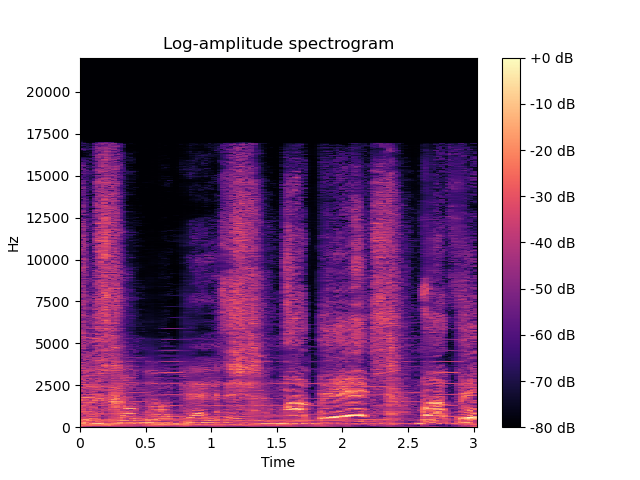 Log-amplitude spectrogram
+0 dB
20000
-10 dB
17500
-20 dB
15000
-30 dB
12500
Hz
-40 dB
10000
-50 dB
7500
-60 dB
5000
-70 dB
2500
0
-80 dB
0 0.5 1 1.5 2 2.5 3
Time